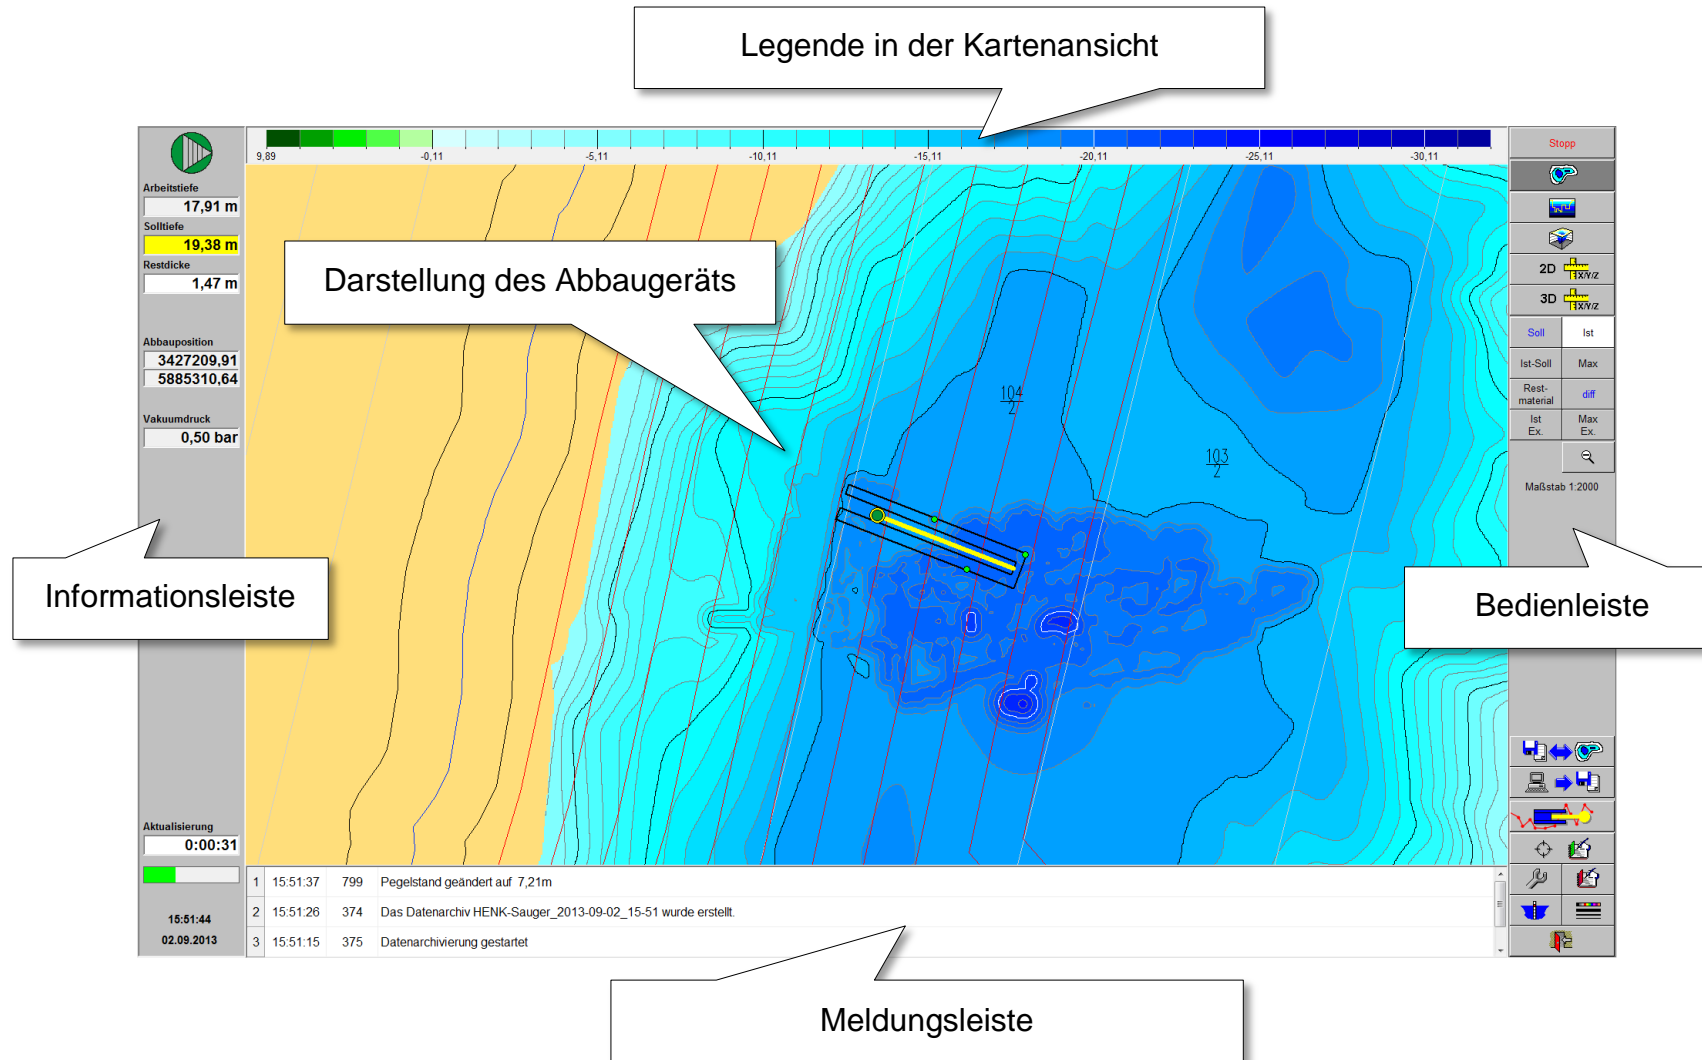 Legende in der Kartenansicht
9,89 -0,11 -5,11 -10,11 -15,11 -20,11 -25,11 -30,11
Arbeitstiefe
17,91 m
Solltiefe
19,38 m
Restdicke
1,47 m
Abbauposition
3427209,91
5885310,64
Vakuumdruck
0,50 bar
Informationsleiste
Aktualisierung
0:00:31
15:51:44
02.09.2013
Darstellung des Abbaugeräts
104
2
103
2
Stopp
2D X/Y/Z
3D X/Y/Z
Soll Ist
Ist-Soll Max
Rest-
material diff
Ist Max
Ex. Ex.
Maßstab 1:2000
Bedienleiste
1 15:51:37 799 Pegelstand geändert auf 7,21m
2 15:51:26 374 Das Datenarchiv HENK-Sauger_2013-09-02_15-51 wurde erstellt.
3 15:51:15 375 Datenarchivierung gestartet
Meldungsleiste